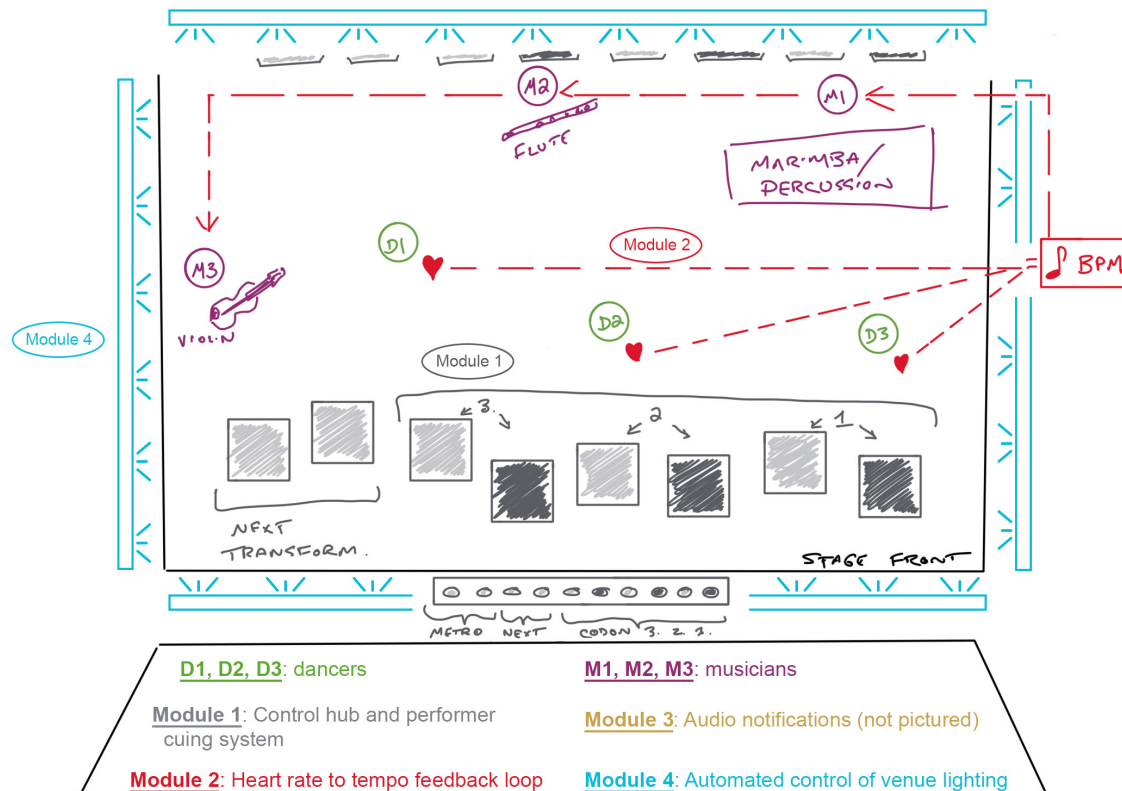 M2
M1
FLUTE
MARIMBA/
PERCUSSION
D1
Module 2
BPM
M3
VIOLIN
D2
D3
Module 4
Module 1
3.
2
1
NEXT
TRANSFORM.
STAGE FRONT
METRO NEXT CODON 3. 2. 1.
D1, D2, D3: dancers
M1, M2, M3: musicians
Module 1: Control hub and performer
cuing system
Module 3: Audio notifications (not pictured)
Module 2: Heart rate to tempo feedback loop
Module 4: Automated control of venue lighting